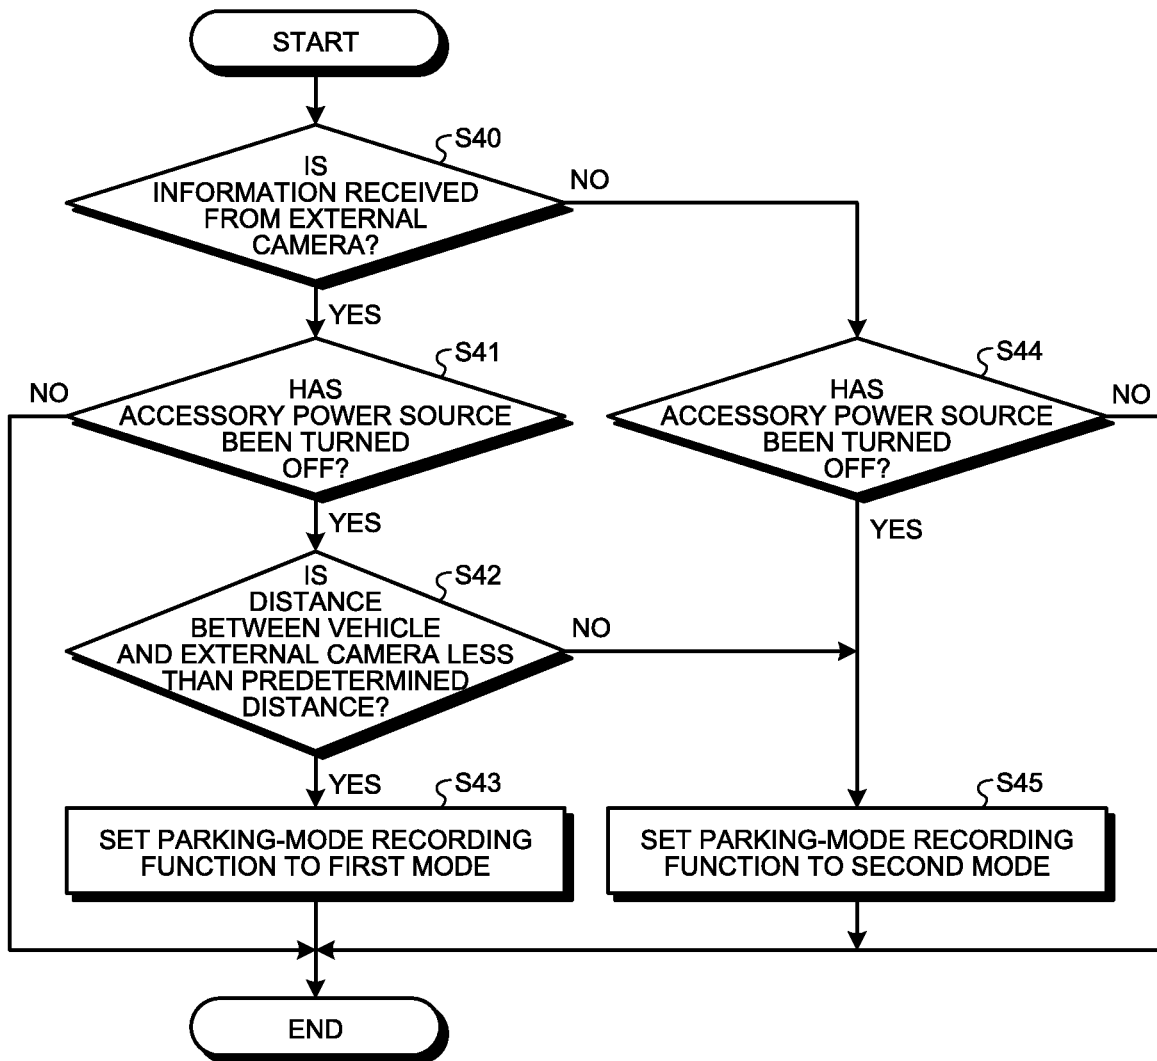 START
S40
IS
INFORMATION RECEIVED
FROM EXTERNAL
CAMERA?
NO
YES
S41
NO
HAS
ACCESSORY POWER SOURCE
BEEN TURNED
OFF?
YES
S44
HAS
ACCESSORY POWER SOURCE
BEEN TURNED
OFF?
NO
YES
S42
IS
DISTANCE
BETWEEN VEHICLE
AND EXTERNAL CAMERA LESS
THAN PREDETERMINED
DISTANCE?
NO
YES
S43
SET PARKING-MODE RECORDING
FUNCTION TO FIRST MODE
S45
SET PARKING-MODE RECORDING
FUNCTION TO SECOND MODE
END